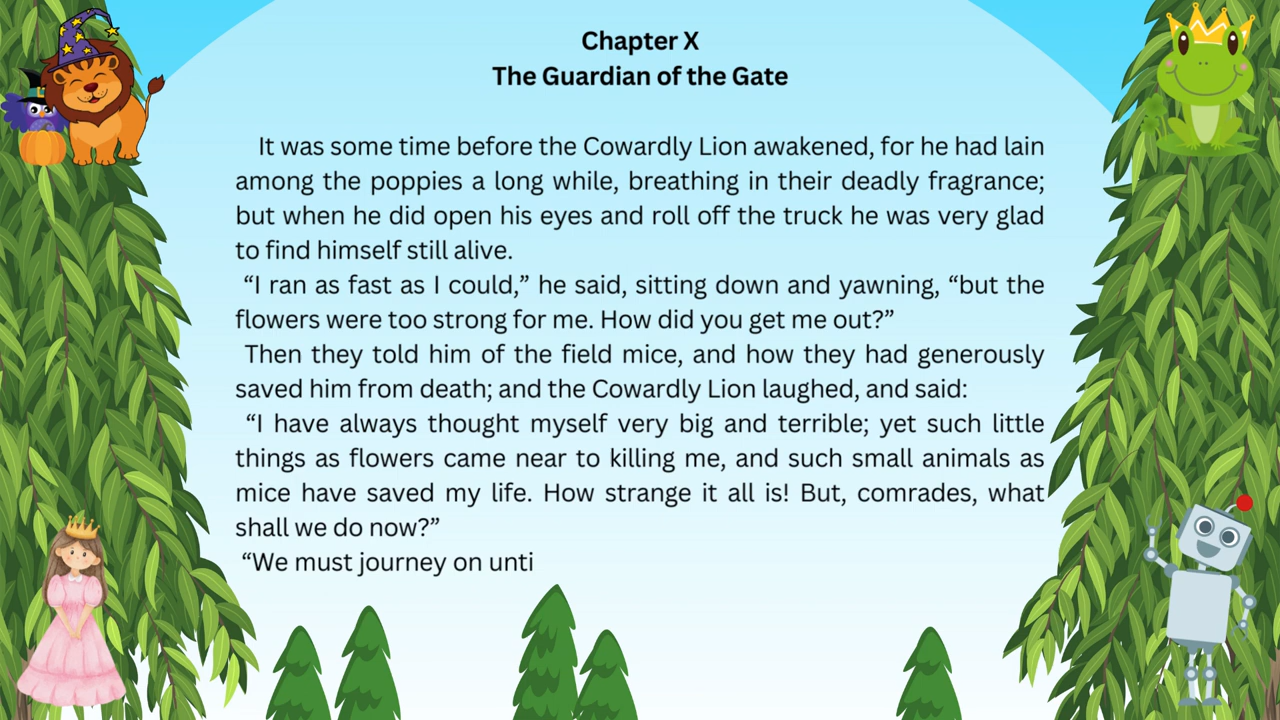 Chapter X
The Guardian of the Gate
It was some time before the Cowardly Lion awakened, for he had lain
among the poppies a long while, breathing in their deadly fragrance;
but when he did open his eyes and roll off the truck he was very glad
to find himself still alive.
“I ran as fast as I could,” he said, sitting down and yawning, “but the
flowers were too strong for me. How did you get me out?”
Then they told him of the field mice, and how they had generously
saved him from death; and the Cowardly Lion laughed, and said:
“I have always thought myself very big and terrible; yet such little
things as flowers came near to killing me, and such small animals as
mice have saved my life. How strange it all is! But, comrades, what
shall we do now?”
“We must journey on unti